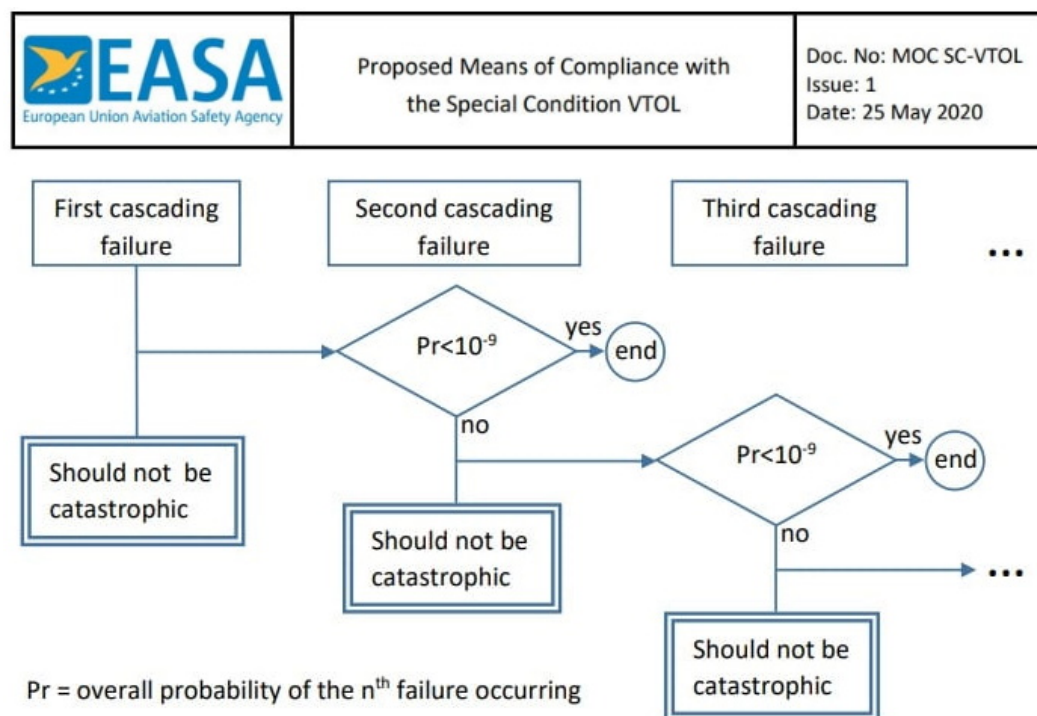 EASA
European Union Aviation Safety Agency
Proposed Means of Compliance with
the Special Condition VTOL
Doc. No: MOC SC-VTOL
Issue: 1
Date: 25 May 2020
First cascading
failure
Second cascading
failure
Third cascading
failure
...
Pr<10⁻⁹
yes
end
no
Should not be
catastrophic
Pr<10⁻⁹
yes
end
no
Should not be
catastrophic
...
Should not be
catastrophic
Pr = overall probability of the nᵗʰ failure occurring